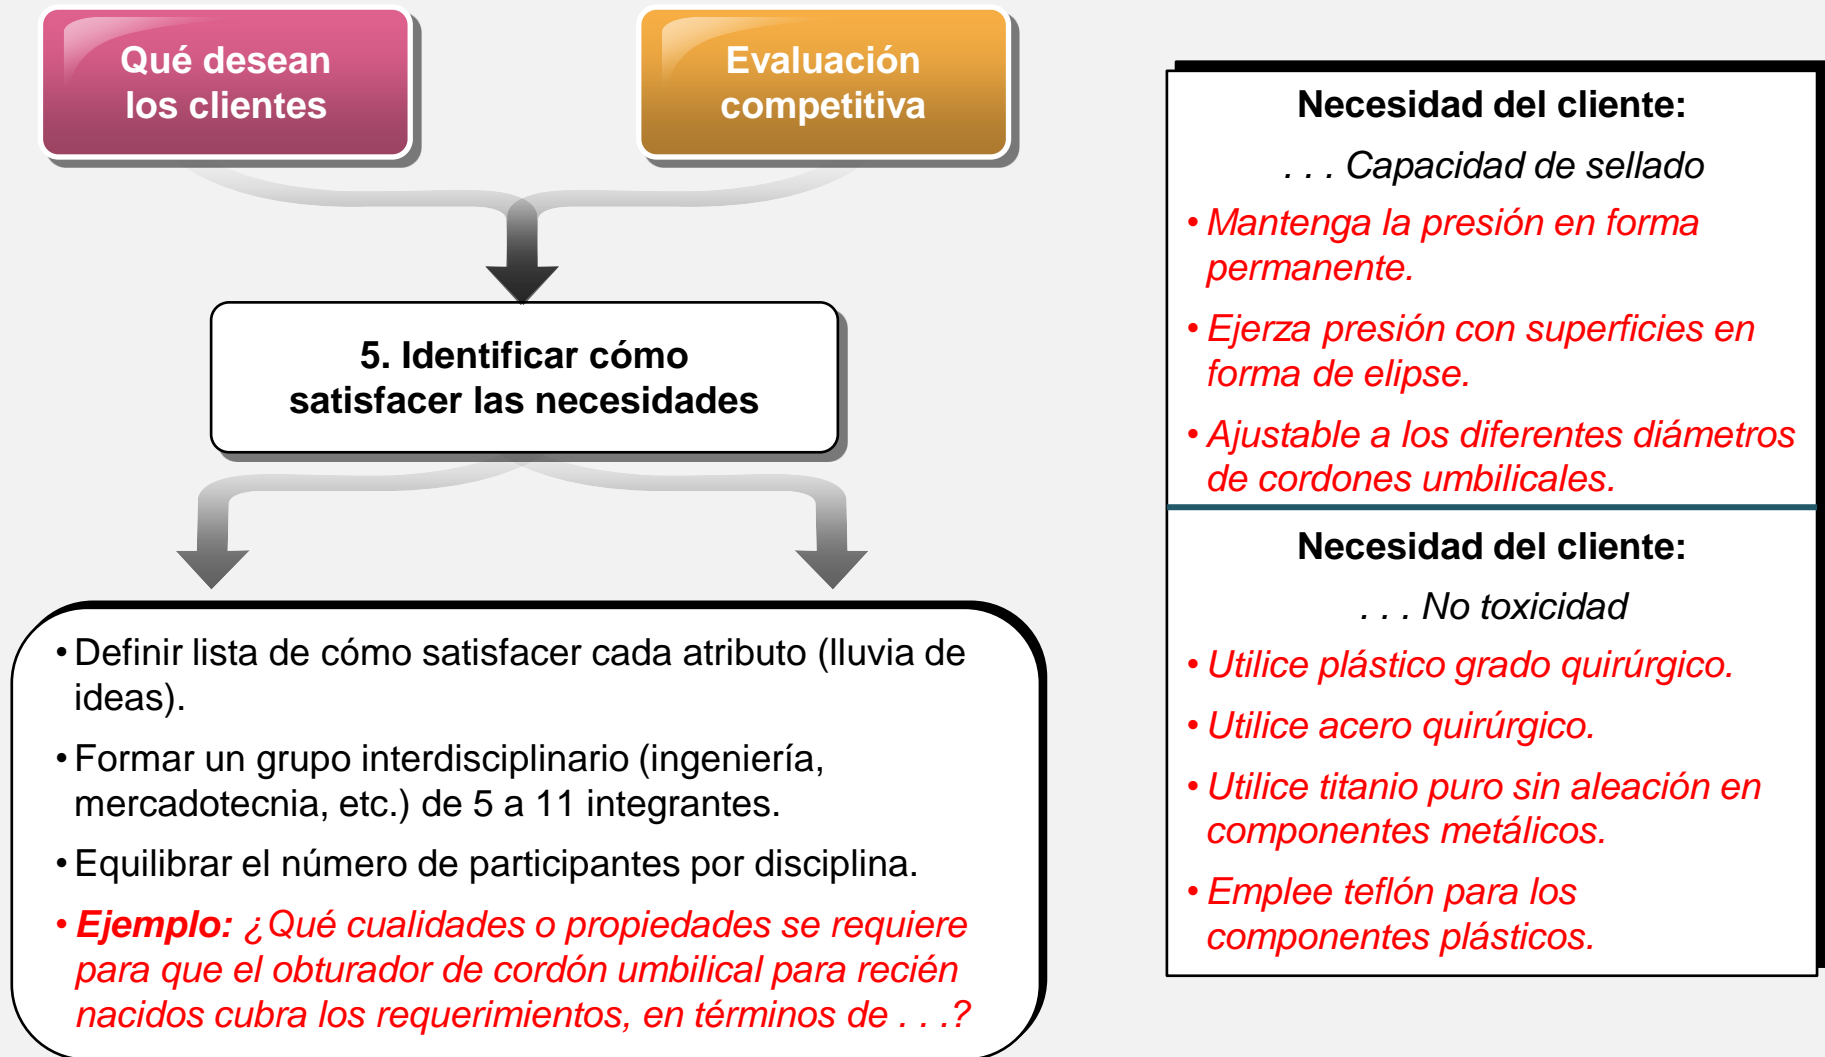 Qué desean
los clientes
Evaluación
competitiva
5. Identificar cómo
satisfacer las necesidades
• Definir lista de cómo satisfacer cada atributo (lluvia de
ideas).
• Formar un grupo interdisciplinario (ingeniería,
mercadotecnia, etc.) de 5 a 11 integrantes.
• Equilibrar el número de participantes por disciplina.
• Ejemplo: ¿Qué cualidades o propiedades se requiere
para que el obturador de cordón umbilical para recién
nacidos cubra los requerimientos, en términos de . . .?
Necesidad del cliente:
. . . Capacidad de sellado
• Mantenga la presión en forma
permanente.
• Ejerza presión con superficies en
forma de elipse.
• Ajustable a los diferentes diámetros
de cordones umbilicales.
Necesidad del cliente:
. . . No toxicidad
• Utilice plástico grado quirúrgico.
• Utilice acero quirúrgico.
• Utilice titanio puro sin aleación en
componentes metálicos.
• Emplee teflón para los
componentes plásticos.